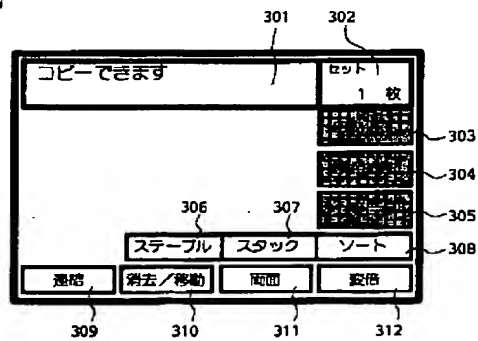 301 302
コピーできます
セット
1 枚
303
304
305
306 307
ステープル スタック ソート 308
連結 消去/移動 両面 変倍
309 310 311 312